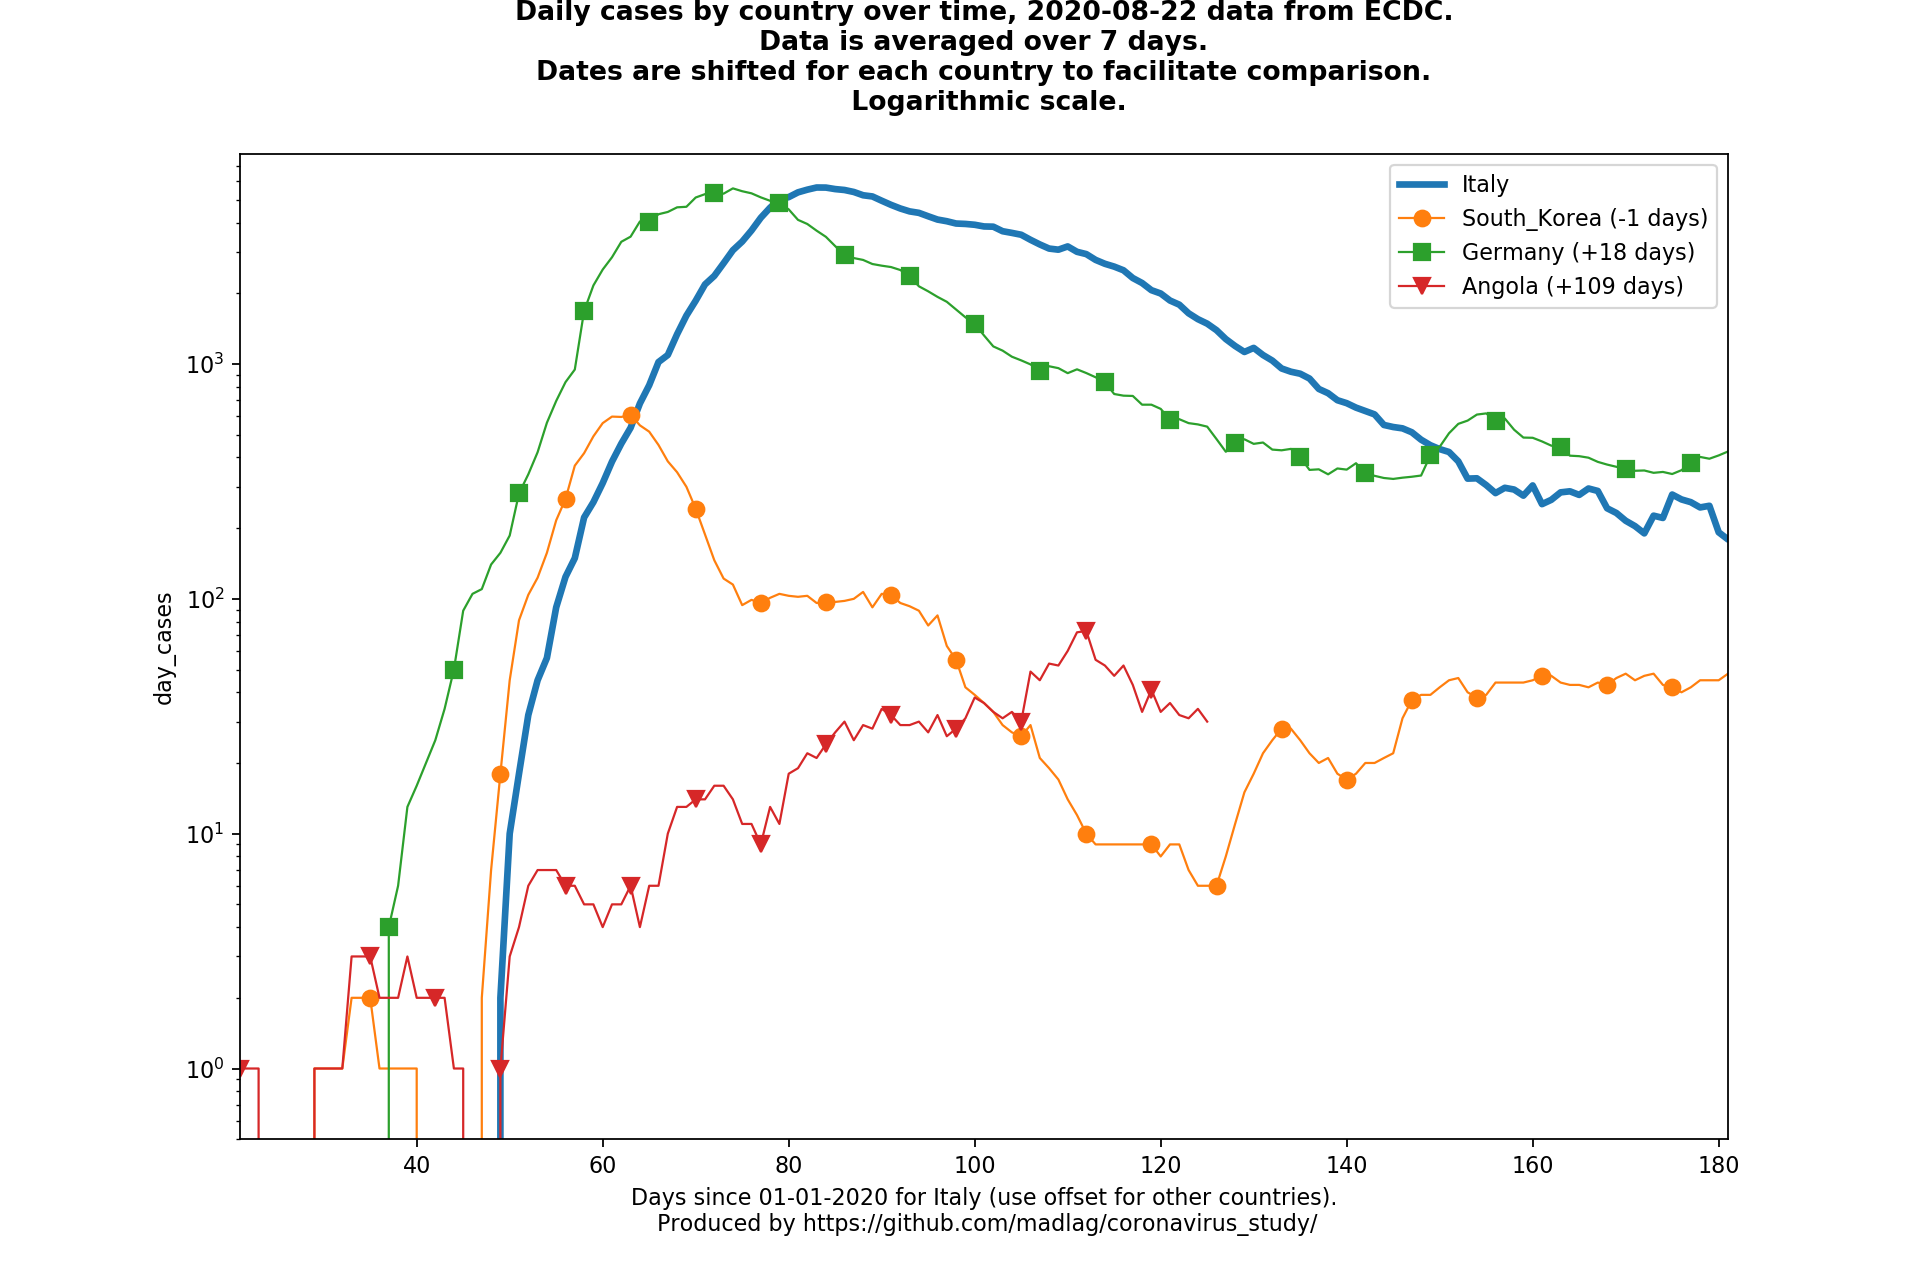 Daily cases by country over time, 2020-08-22 data from ECDC.
Data is averaged over 7 days.
Dates are shifted for each country to facilitate comparison.
Logarithmic scale.
Italy
South_Korea (-1 days)
Germany (+18 days)
Angola (+109 days)
day_cases
10³
10²
10¹
10⁰
40 60 80 100 120 140 160 180
Days since 01-01-2020 for Italy (use offset for other countries).
Produced by https://github.com/madlag/coronavirus_study/